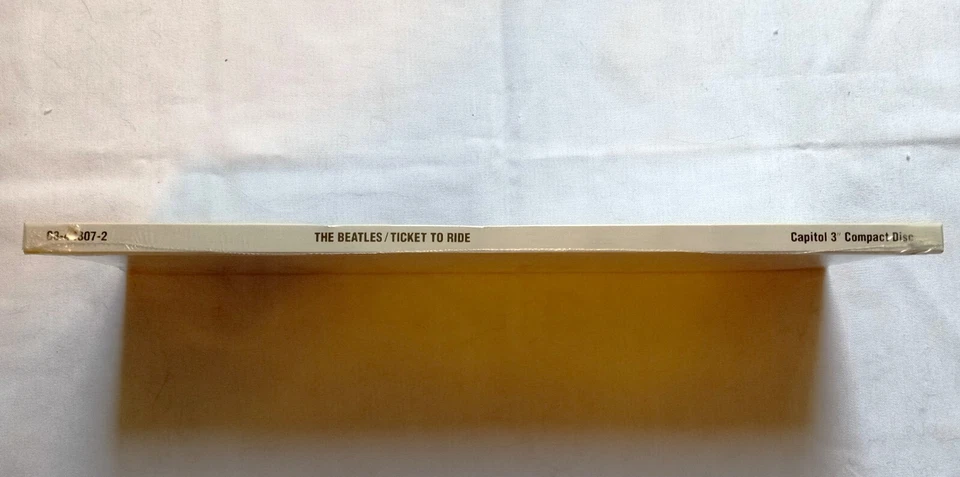 THE BEATLES/TICKET TO RIDE
Capitol 3" Compact Disc